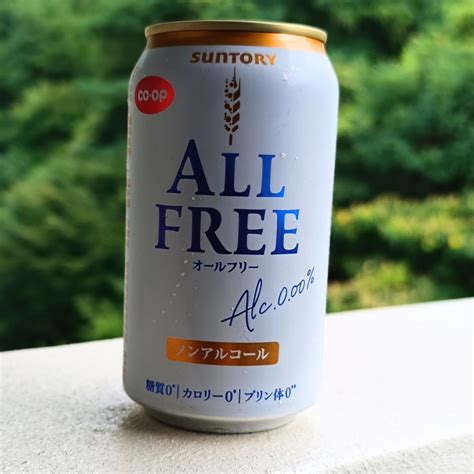 SUNTORY
co·op
ALL
FREE
オールフリー
Alc.0.00%
ノンアルコール
糖質0*|カロリー0*|プリン体0**